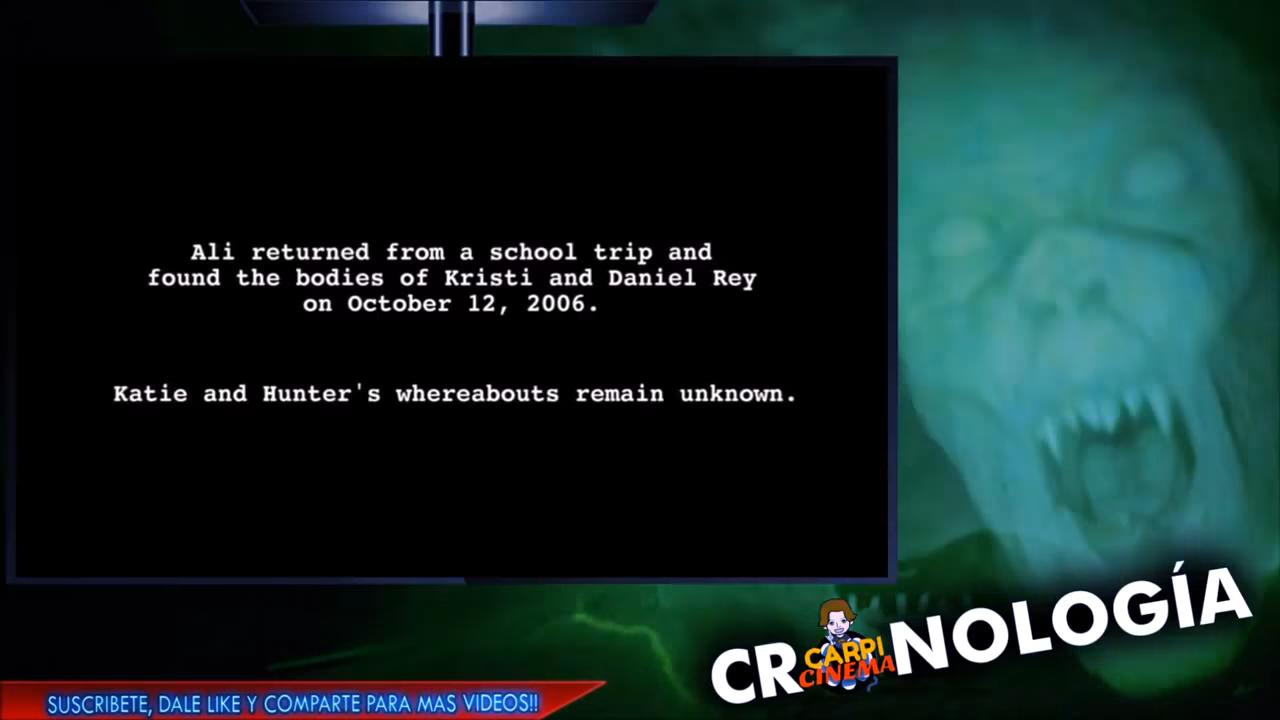 Ali returned from a school trip and
found the bodies of Kristi and Daniel Rey
on October 12, 2006.
Katie and Hunter's whereabouts remain unknown.
CRONOLOGÍA
CARPI
CINEMA
SUSCRIBETE, DALE LIKE Y COMPARTE PARA MAS VIDEOS!!